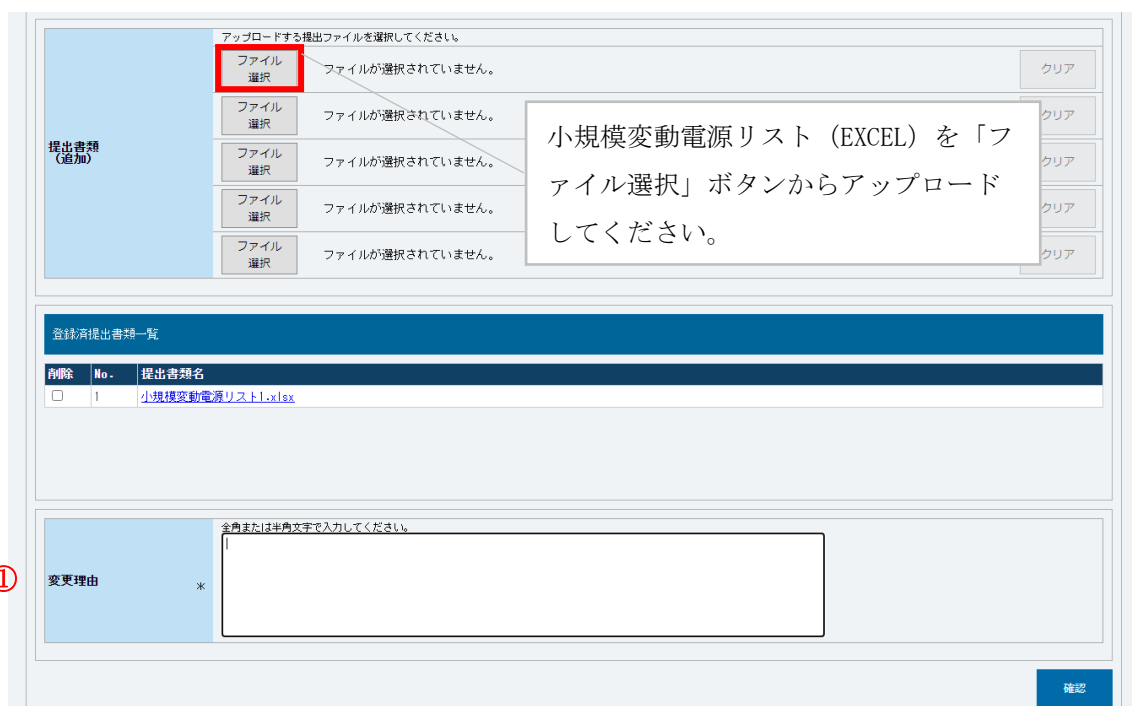 アップロードする提出ファイルを選択してください。
ファイル
選択
ファイルが選択されていません。
クリア
ファイル
選択
ファイルが選択されていません。
クリア
提出書類
(追加)
ファイル
選択
ファイルが選択されていません。
クリア
ファイル
選択
ファイルが選択されていません。
クリア
ファイル
選択
ファイルが選択されていません。
クリア
小規模変動電源リスト（EXCEL）を「フ
ァイル選択」ボタンからアップロード
してください。
登録済提出書類一覧
削除 No. 提出書類名
1 小規模変動電源リスト1.xlsx
全角または半角文字で入力してください。
①
変更理由 *
確認